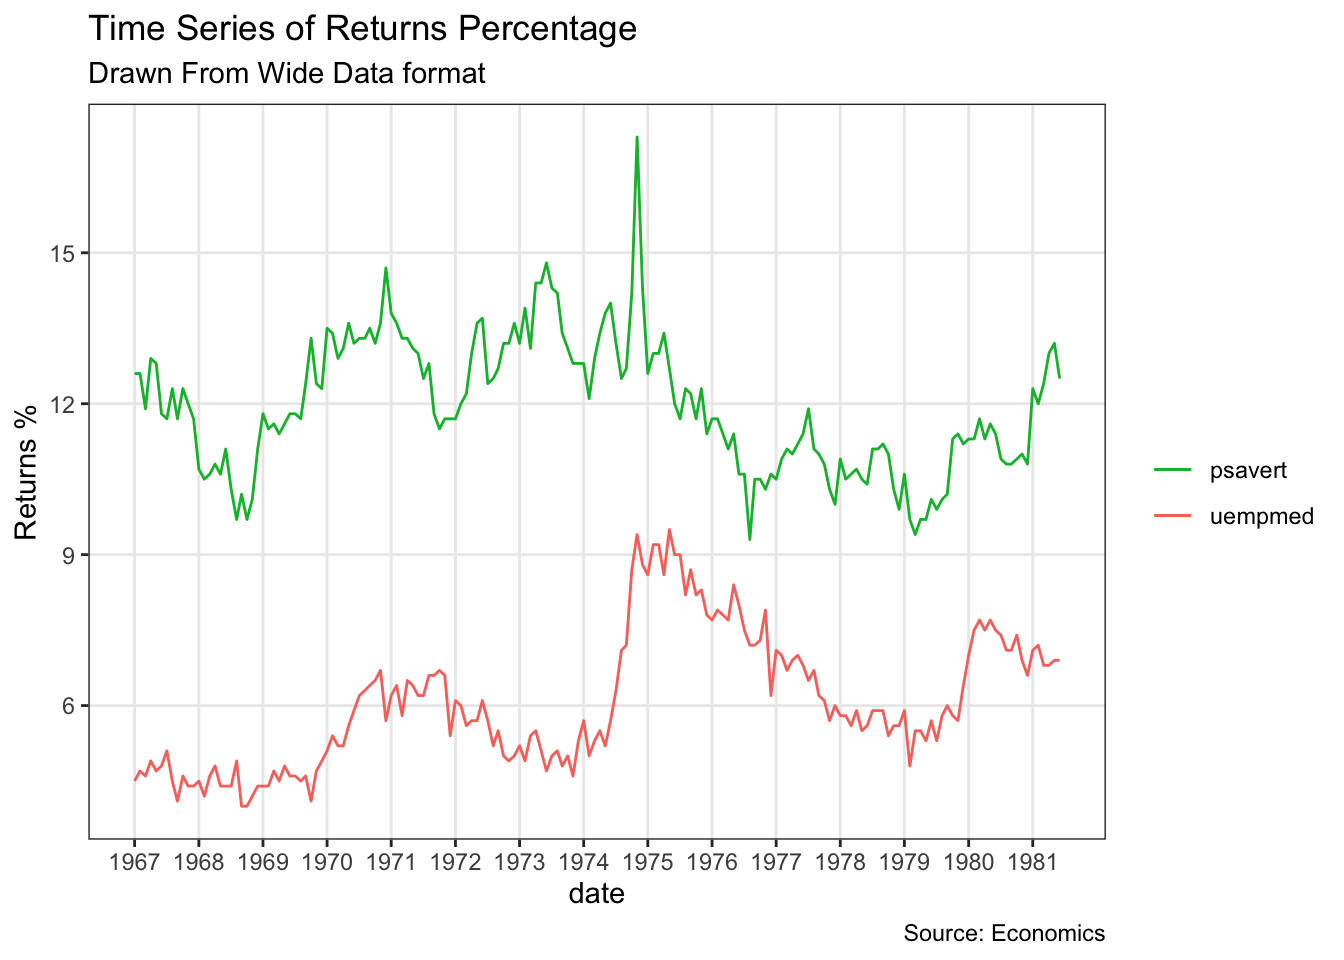 Time Series of Returns Percentage
Drawn From Wide Data format
Returns %
15
12
9
6
1967 1968 1969 1970 1971 1972 1973 1974 1975 1976 1977 1978 1979 1980 1981
date
psavert
uempmed
Source: Economics